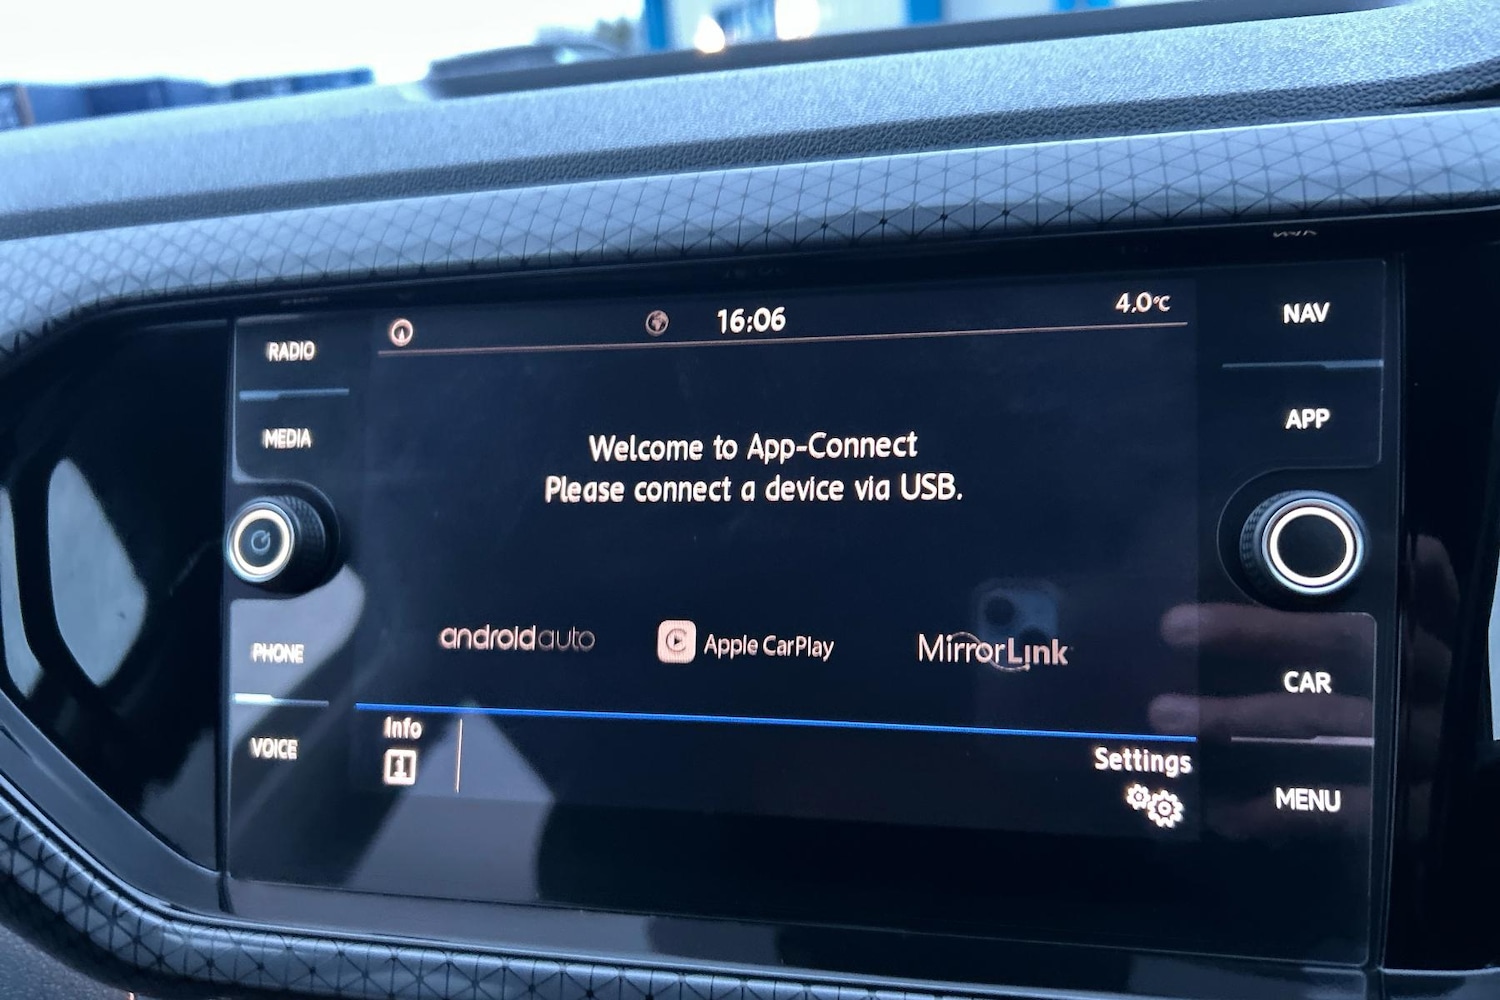 16:06
4.0°C
RADIO
MEDIA
PHONE
VOICE
Welcome to App-Connect
Please connect a device via USB.
androidauto
Apple CarPlay
MirrorLink
Info
Settings
NAV
APP
CAR
MENU